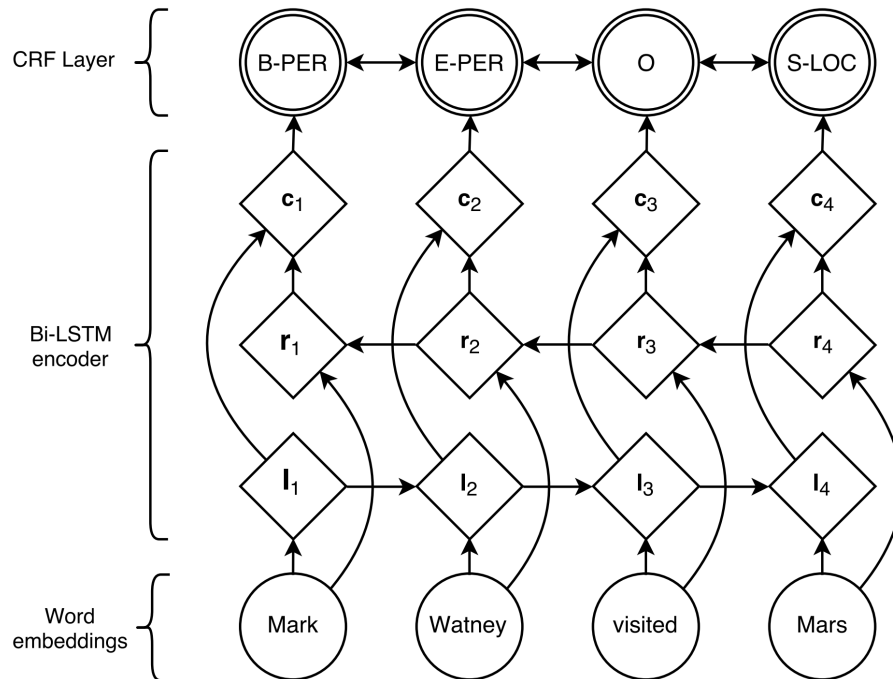 CRF Layer
B-PER
E-PER
O
S-LOC
c1
c2
c3
c4
Bi-LSTM
encoder
r1
r2
r3
r4
l1
l2
l3
l4
Word
embeddings
Mark
Watney
visited
Mars